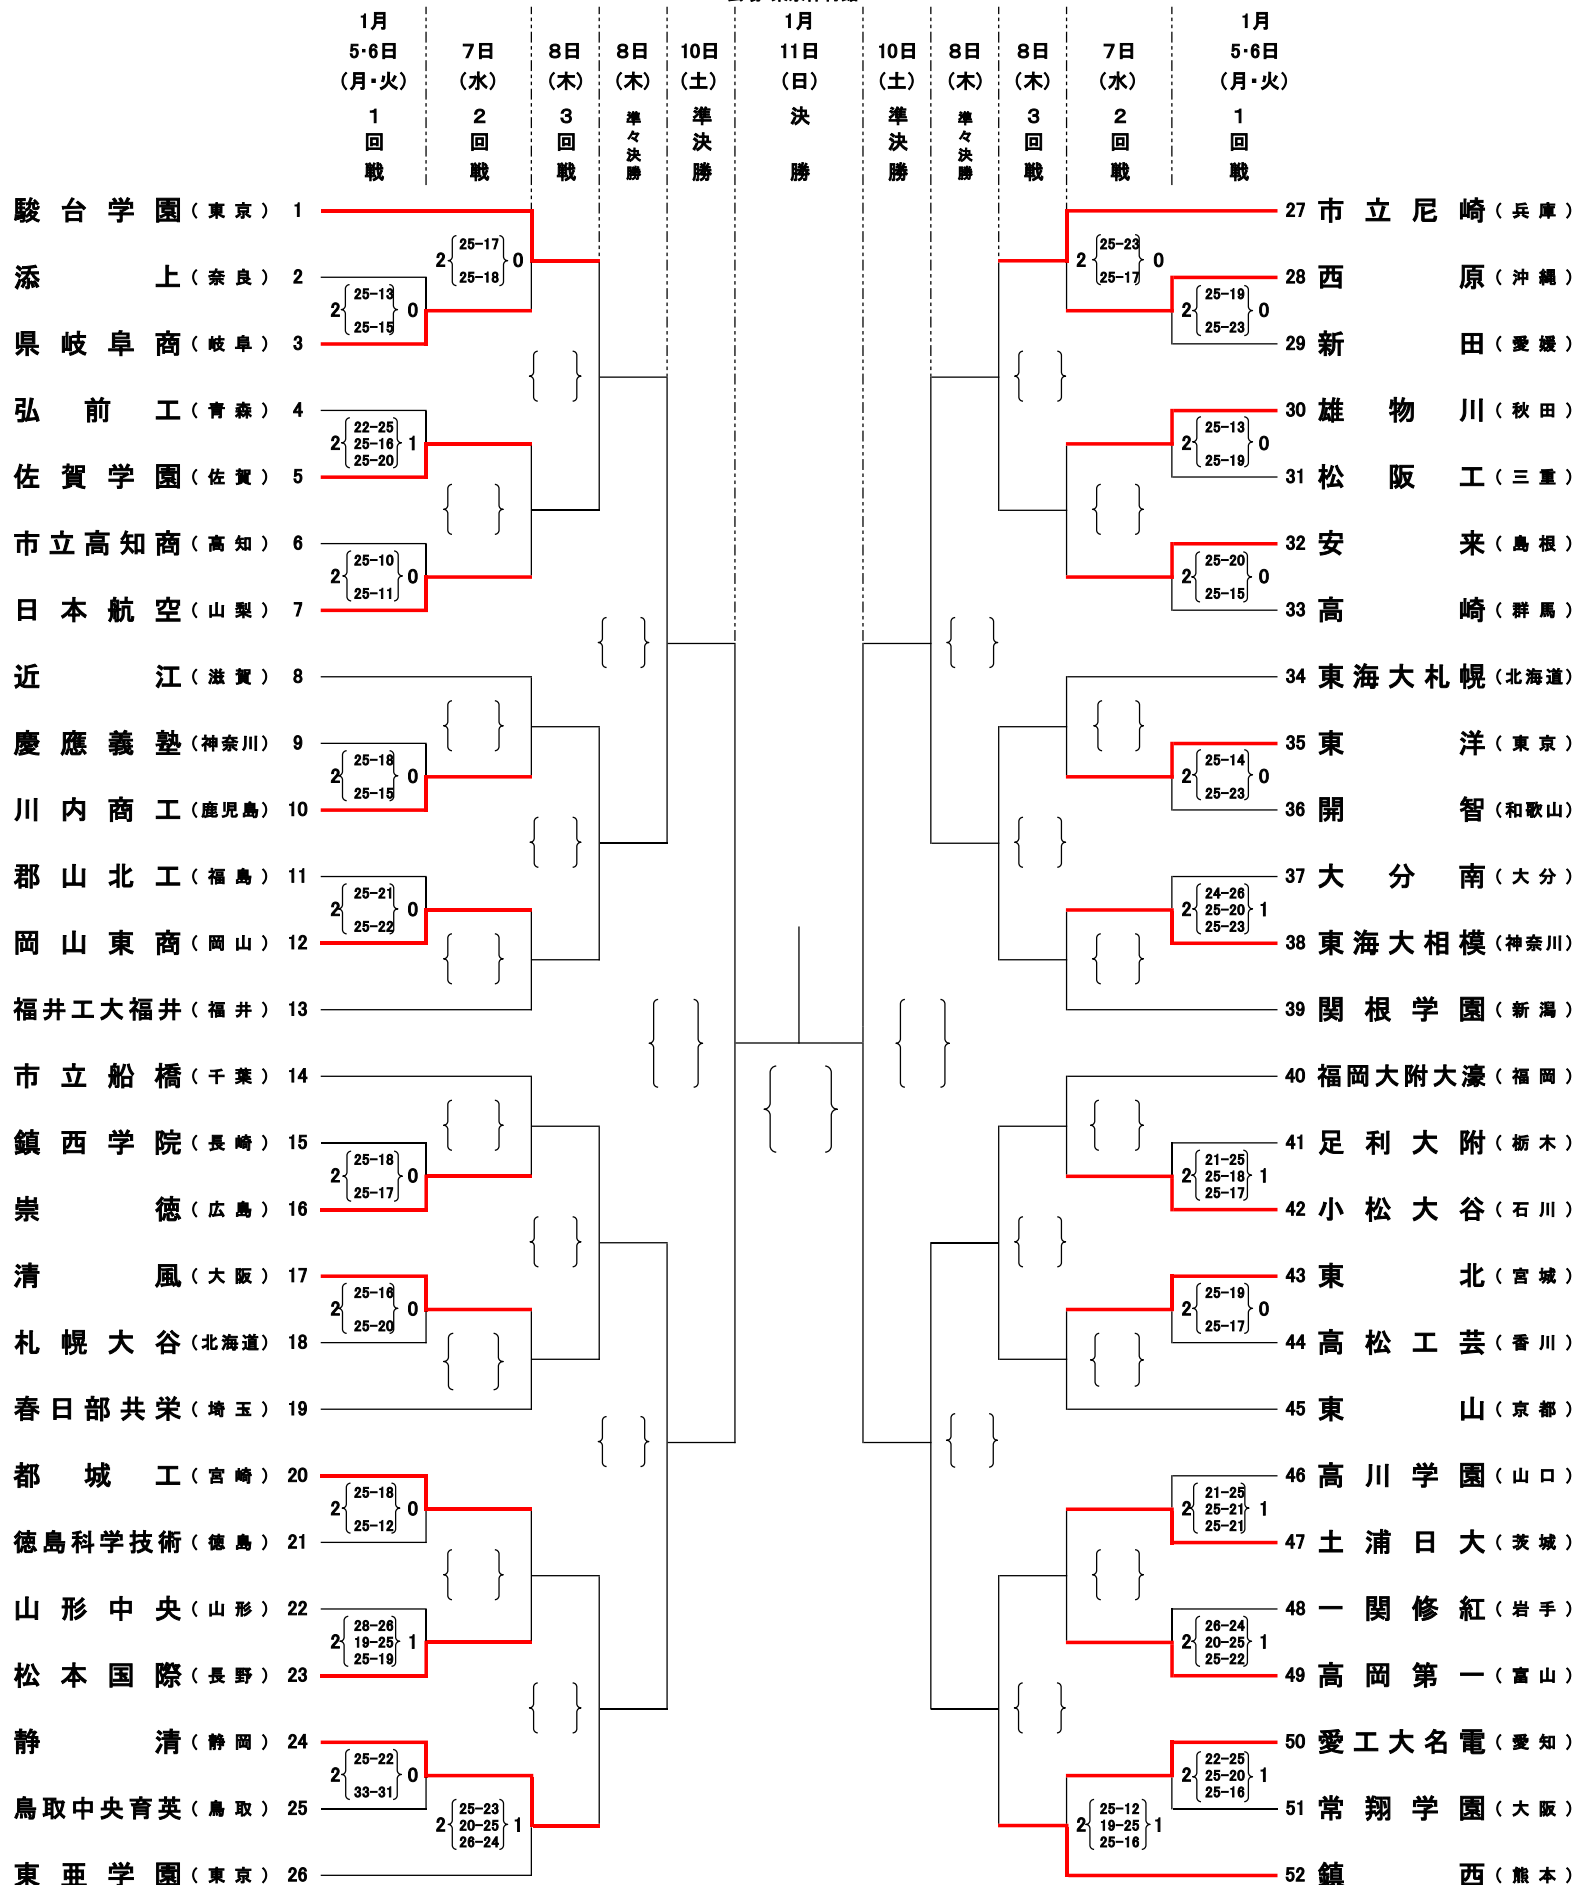 1月 1月 1月
5・6日 7日 8日 8日 10日 11日 10日 8日 8日 7日 5・6日
(月・火) (水) (木) (木) (土) (日) (土) (木) (木) (水) (月・火)
1回戦 2回戦 3回戦 準々決勝 準決勝 決勝 準決勝 準々決勝 3回戦 2回戦 1回戦
駿台学園(東京) 1
2 25-17 25-18 0
添上(奈良) 2
2 25-13 25-15 0
県岐阜商(岐阜) 3
弘前工(青森) 4
2 22-25 25-16 25-20 1
佐賀学園(佐賀) 5
市立高知商(高知) 6
2 25-10 25-11 0
日本航空(山梨) 7
近江(滋賀) 8
慶應義塾(神奈川) 9
2 25-18 25-15 0
川内商工(鹿児島) 10
郡山北工(福島) 11
2 25-21 25-22 0
岡山東商(岡山) 12
福井工大福井(福井) 13
市立船橋(千葉) 14
鎮西学院(長崎) 15
2 25-18 25-17 0
崇徳(広島) 16
清風(大阪) 17
2 25-16 25-20 0
札幌大谷(北海道) 18
春日部共栄(埼玉) 19
都城工(宮崎) 20
2 25-18 25-12 0
徳島科学技術(徳島) 21
山形中央(山形) 22
2 28-26 19-25 25-19 1
松本国際(長野) 23
静清(静岡) 24
2 25-22 33-31 0
鳥取中央育英(鳥取) 25
2 25-23 20-25 26-24 1
東亜学園(東京) 26
27 市立尼崎(兵庫)
2 25-23 25-17 0
28 西原(沖縄)
2 25-19 25-23 0
29 新田(愛媛)
30 雄物川(秋田)
2 25-13 25-19 0
31 松阪工(三重)
32 安来(島根)
2 25-20 25-15 0
33 高崎(群馬)
34 東海大札幌(北海道)
35 東洋(東京)
2 25-14 25-23 0
36 開智(和歌山)
37 大分南(大分)
2 24-26 25-20 25-23 1
38 東海大相模(神奈川)
39 関根学園(新潟)
40 福岡大附大濠(福岡)
41 足利大附(栃木)
2 21-25 25-18 25-17 1
42 小松大谷(石川)
43 東北(宮城)
2 25-19 25-17 0
44 高松工芸(香川)
45 東山(京都)
46 高川学園(山口)
2 21-25 25-21 25-21 1
47 土浦日大(茨城)
48 一関修紅(岩手)
2 26-24 20-25 25-22 1
49 高岡第一(富山)
50 愛工大名電(愛知)
2 22-25 25-20 25-16 1
51 常翔学園(大阪)
2 25-12 19-25 25-16 1
52 鎮西(熊本)